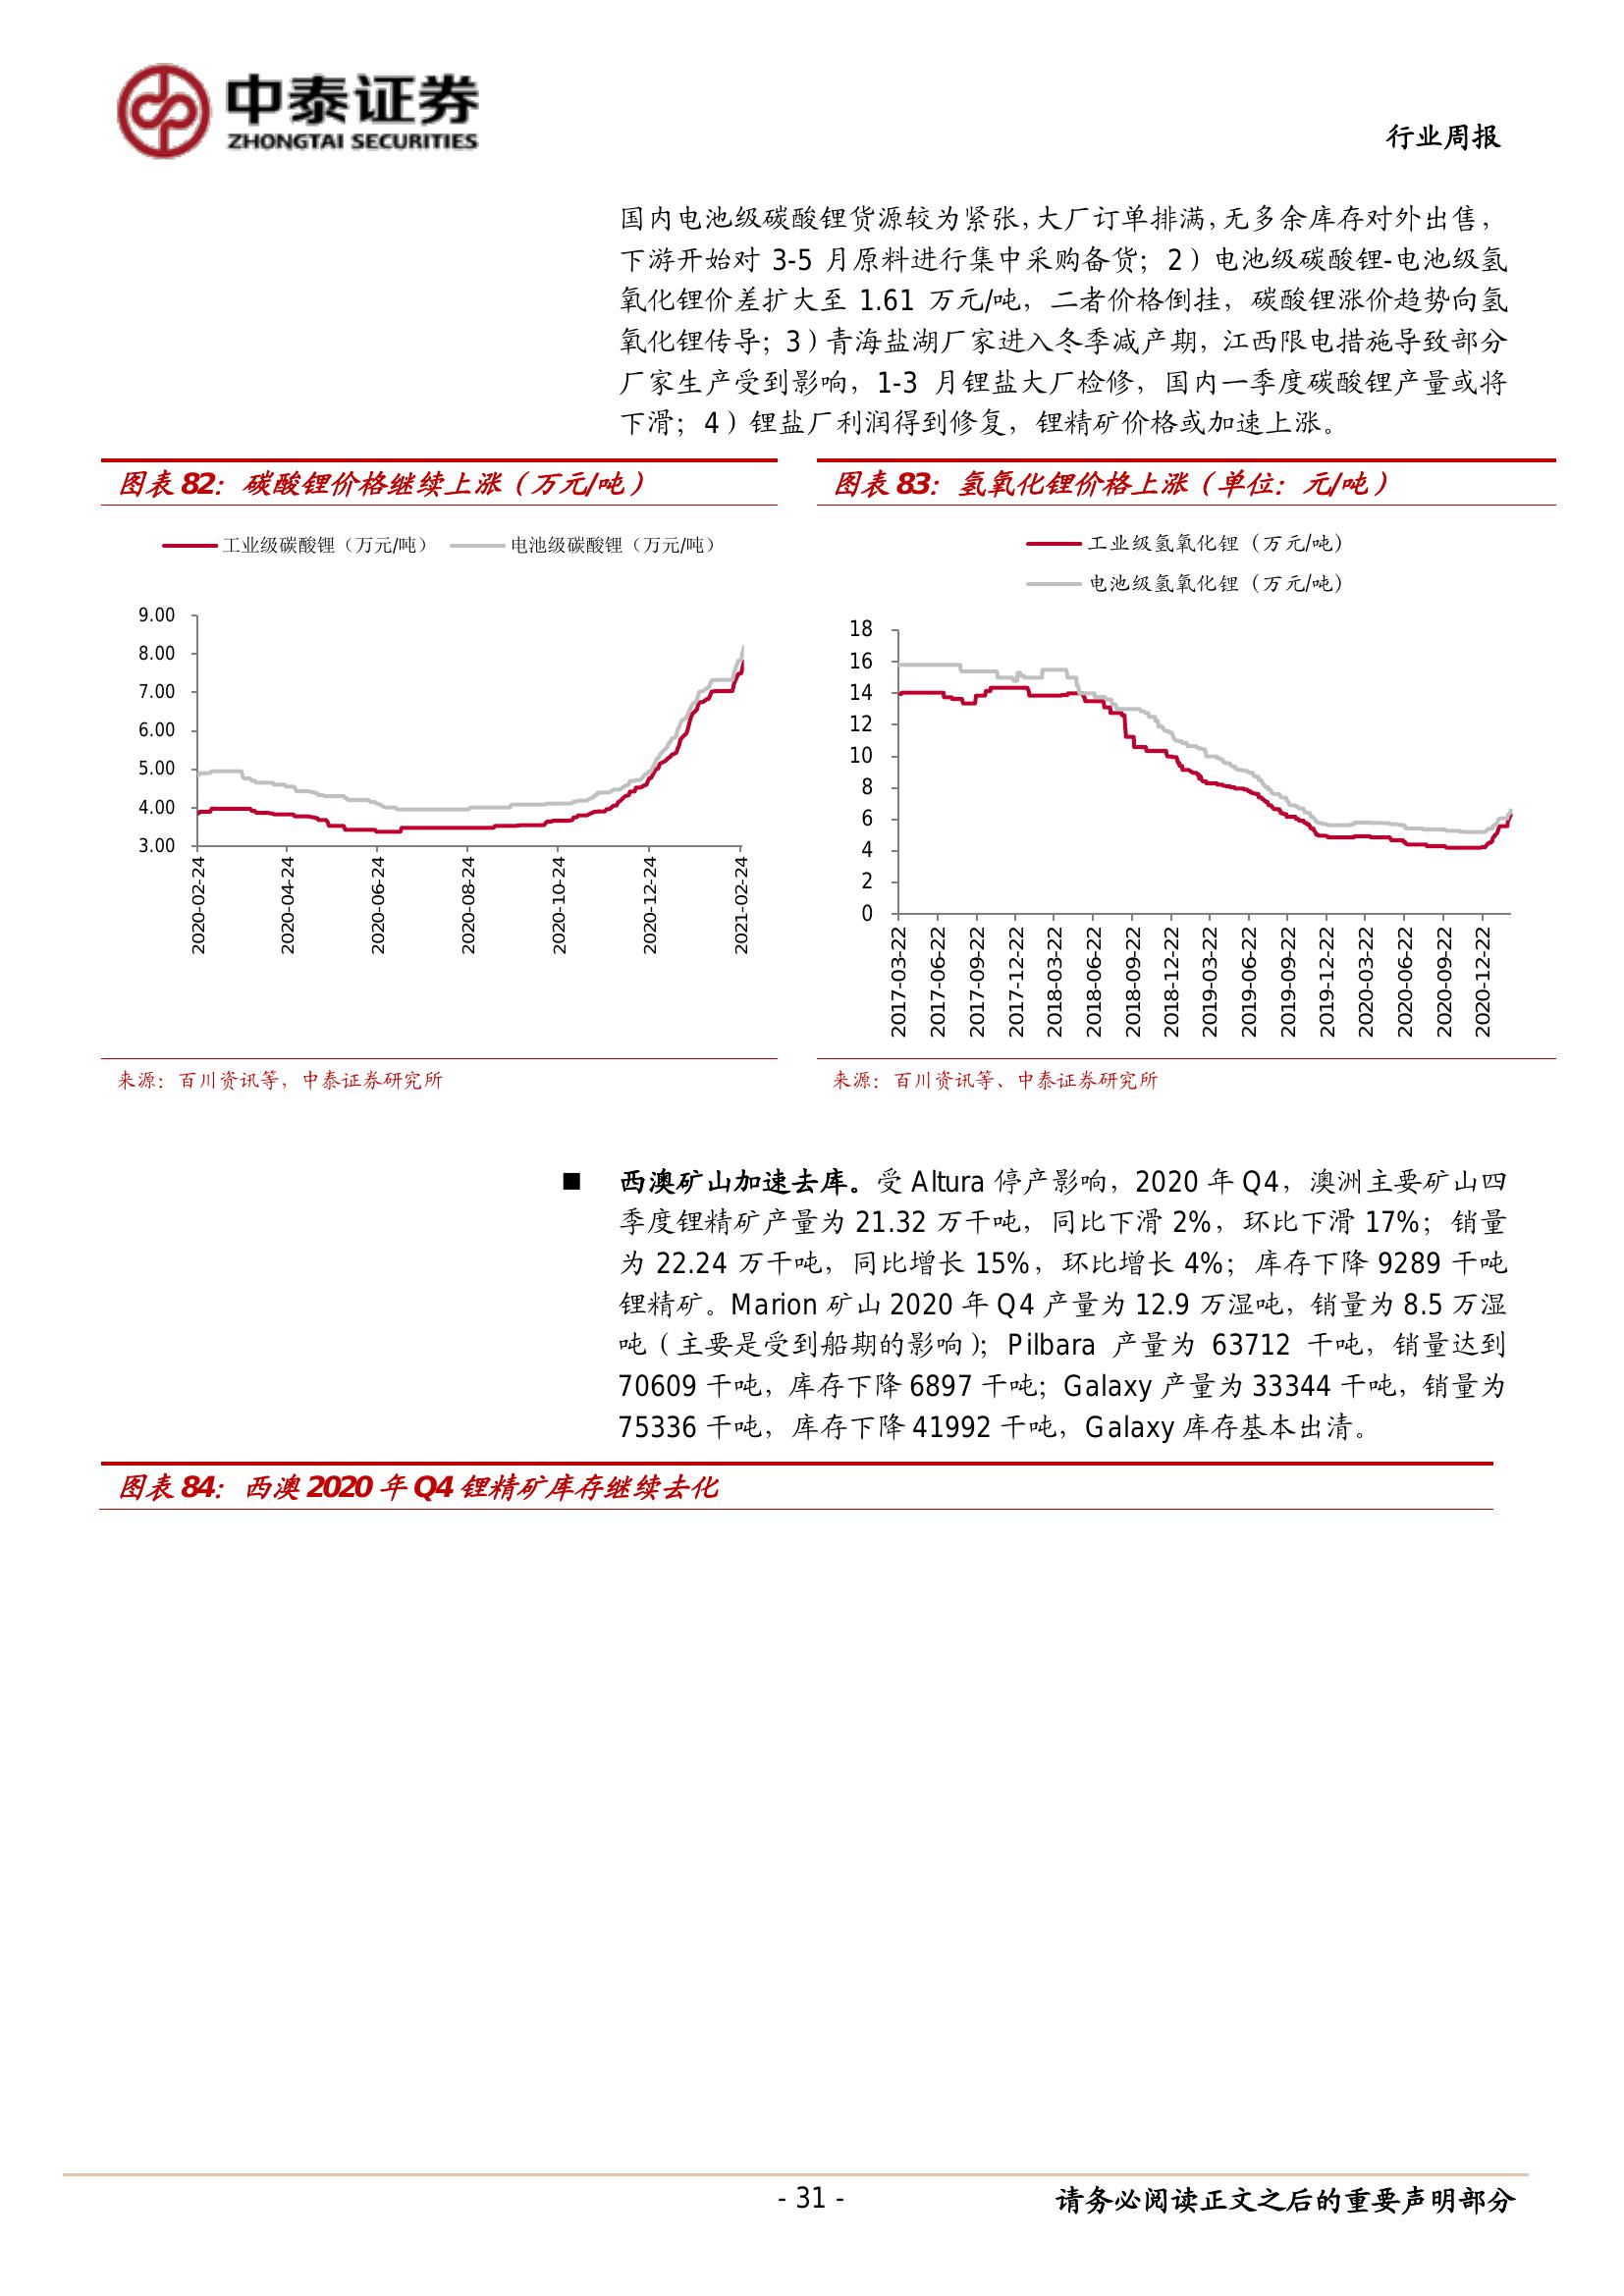 中泰证券
ZHONGTAI SECURITIES
行业周报
国内电池级碳酸锂货源较为紧张，大厂订单排满，无多余库存对外出售，
下游开始对 3-5 月原料进行集中采购备货；2）电池级碳酸锂-电池级氢
氧化锂价差扩大至 1.61 万元/吨，二者价格倒挂，碳酸锂涨价趋势向氢
氧化锂传导；3）青海盐湖厂家进入冬季减产期，江西限电措施导致部分
厂家生产受到影响，1-3 月锂盐大厂检修，国内一季度碳酸锂产量或将
下滑；4）锂盐厂利润得到修复，锂精矿价格或加速上涨。
图表 82：碳酸锂价格继续上涨（万元/吨）
工业级碳酸锂（万元/吨）
电池级碳酸锂（万元/吨）
9.00
8.00
7.00
6.00
5.00
4.00
3.00
2020-02-24
2020-04-24
2020-06-24
2020-08-24
2020-10-24
2020-12-24
2021-02-24
来源：百川资讯等，中泰证券研究所
图表 83：氢氧化锂价格上涨（单位：元/吨）
工业级氢氧化锂（万元/吨）
电池级氢氧化锂（万元/吨）
18
16
14
12
10
8
6
4
2
0
2017-03-22
2017-06-22
2017-09-22
2017-12-22
2018-03-22
2018-06-22
2018-09-22
2018-12-22
2019-03-22
2019-06-22
2019-09-22
2019-12-22
2020-03-22
2020-06-22
2020-09-22
2020-12-22
来源：百川资讯等、中泰证券研究所
■ 西澳矿山加速去库。受 Altura 停产影响，2020 年 Q4，澳洲主要矿山四
季度锂精矿产量为 21.32 万干吨，同比下滑 2%，环比下滑 17%；销量
为 22.24 万干吨，同比增长 15%，环比增长 4%；库存下降 9289 干吨
锂精矿。Marion 矿山 2020 年 Q4 产量为 12.9 万湿吨，销量为 8.5 万湿
吨（主要是受到船期的影响）；Pilbara 产量为 63712 干吨，销量达到
70609 干吨，库存下降 6897 干吨；Galaxy 产量为 33344 干吨，销量为
75336 干吨，库存下降 41992 干吨，Galaxy 库存基本出清。
图表 84：西澳 2020 年 Q4 锂精矿库存继续去化
- 31 -
请务必阅读正文之后的重要声明部分